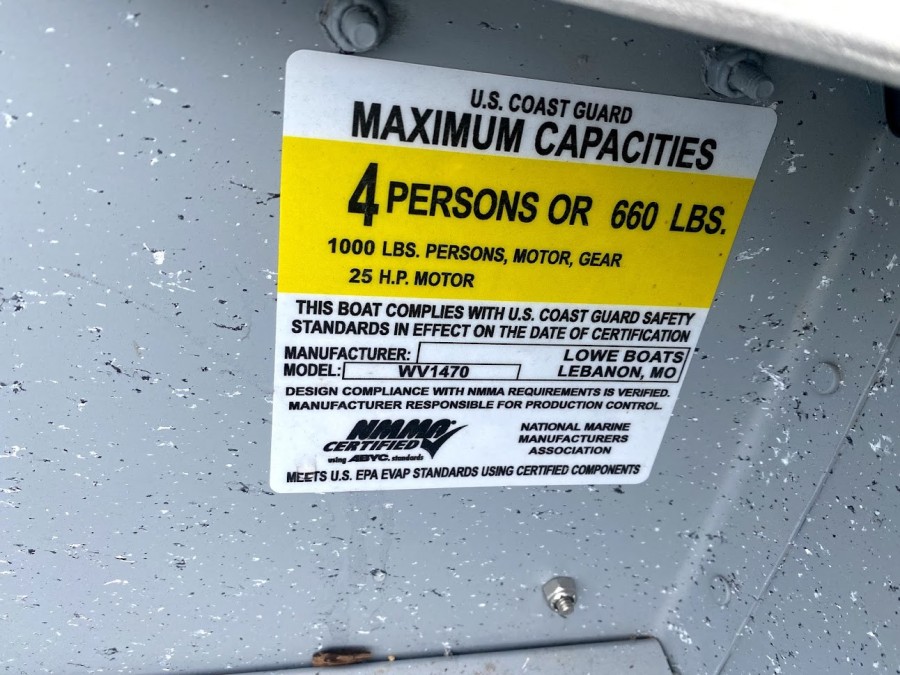 U.S. COAST GUARD
MAXIMUM CAPACITIES
4 PERSONS OR 660 LBS.
1000 LBS. PERSONS, MOTOR, GEAR
25 H.P. MOTOR
THIS BOAT COMPLIES WITH U.S. COAST GUARD SAFETY
STANDARDS IN EFFECT ON THE DATE OF CERTIFICATION
MANUFACTURER: LOWE BOATS
MODEL: WV1470 LEBANON, MO
DESIGN COMPLIANCE WITH NMMA REQUIREMENTS IS VERIFIED.
MANUFACTURER RESPONSIBLE FOR PRODUCTION CONTROL.
NMMA
CERTIFIED
using ABYC. standards
NATIONAL MARINE
MANUFACTURERS
ASSOCIATION
MEETS U.S. EPA EVAP STANDARDS USING CERTIFIED COMPONENTS